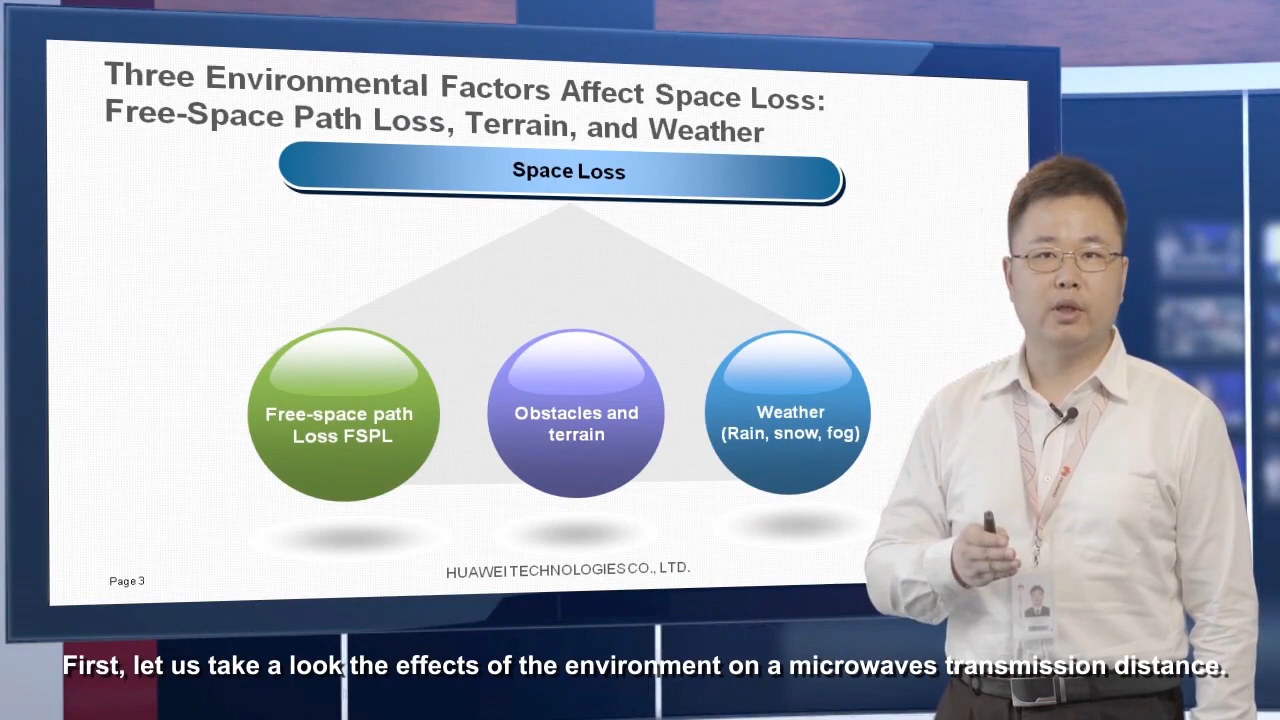 Three Environmental Factors Affect Space Loss:
Free-Space Path Loss, Terrain, and Weather
Space Loss
Free-space path
Loss FSPL
Obstacles and
terrain
Weather
(Rain, snow, fog)
HUAWEI TECHNOLOGIES CO., LTD.
Page 3
First, let us take a look the effects of the environment on a microwaves transmission distance.